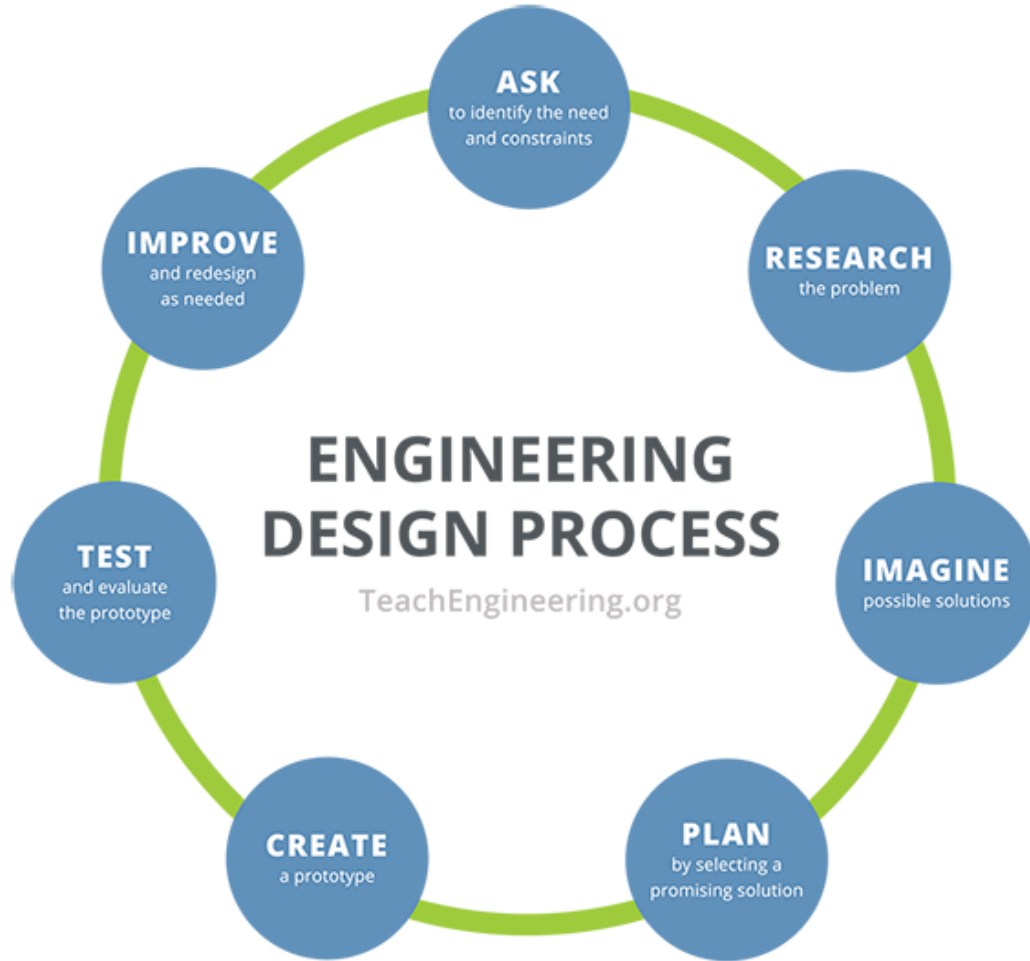 ASK
to identify the need
and constraints
RESEARCH
the problem
IMAGINE
possible solutions
PLAN
by selecting a
promising solution
CREATE
a prototype
TEST
and evaluate
the prototype
IMPROVE
and redesign
as needed
ENGINEERING
DESIGN PROCESS
TeachEngineering.org